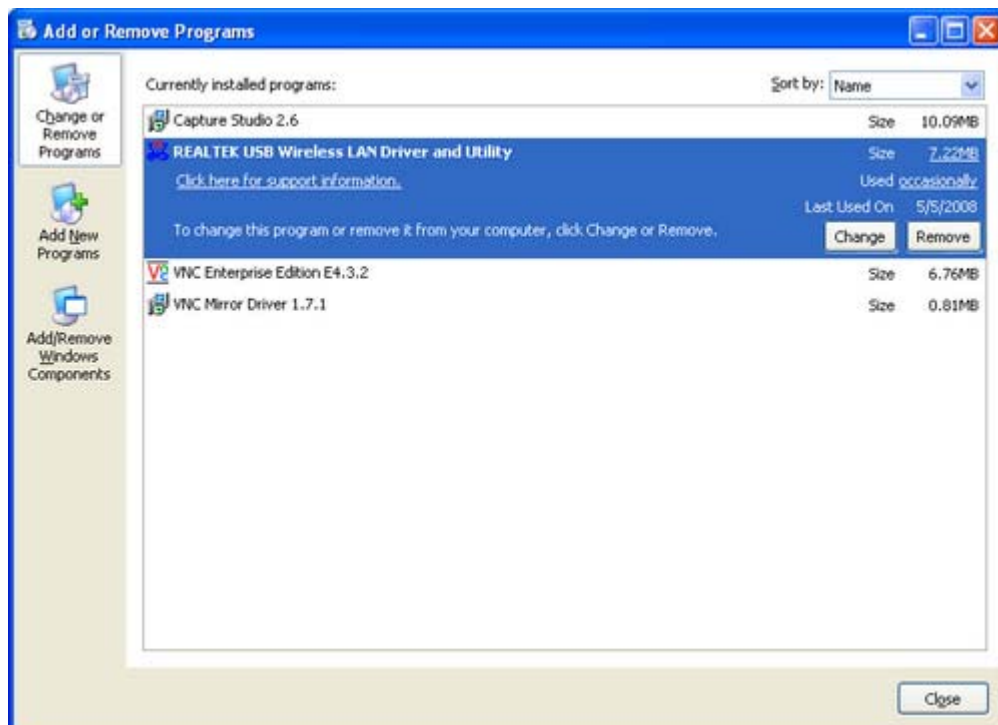 Add or Remove Programs
Change or
Remove
Programs
Add New
Programs
Add/Remove
Windows
Components
Currently installed programs:
Sort by: Name
Capture Studio 2.6 Size 10.09MB
REALTEK USB Wireless LAN Driver and Utility Size 7.22MB
Click here for support information. Used occasionally
Last Used On 5/5/2008
To change this program or remove it from your computer, click Change or Remove. Change Remove
VNC Enterprise Edition E4.3.2 Size 6.76MB
VNC Mirror Driver 1.7.1 Size 0.81MB
Close